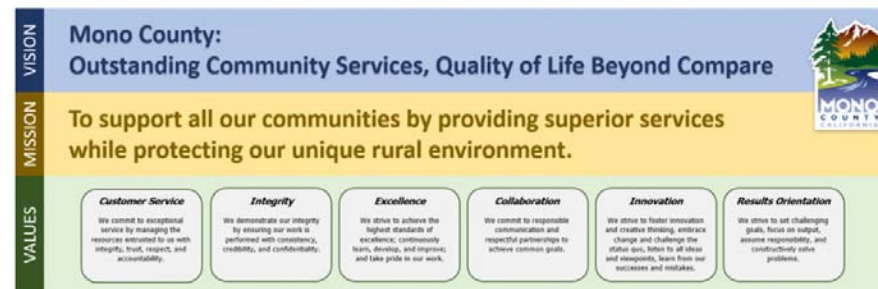 VISION
Mono County:
Outstanding Community Services, Quality of Life Beyond Compare
MONO
COUNTY
CALIFORNIA
MISSION
To support all our communities by providing superior services
while protecting our unique rural environment.
VALUES
Customer Service
We commit to exceptional
service by managing the
resources entrusted to us with
integrity, trust, respect, and
accountability.
Integrity
We demonstrate our integrity
by ensuring our work is
performed with consistency,
credibility, and confidentiality.
Excellence
We strive to achieve the
highest standards of
excellence; continuously
learn, develop, and improve;
and take pride in our work.
Collaboration
We commit to responsible
communication and
respectful partnerships to
achieve common goals.
Innovation
We strive to foster innovation
and creative thinking, embrace
change and challenge the
status quo, listen to all ideas
and viewpoints, learn from our
successes and mistakes.
Results Orientation
We strive to set challenging
goals, focus on output,
assume responsibility, and
constructively solve
problems.